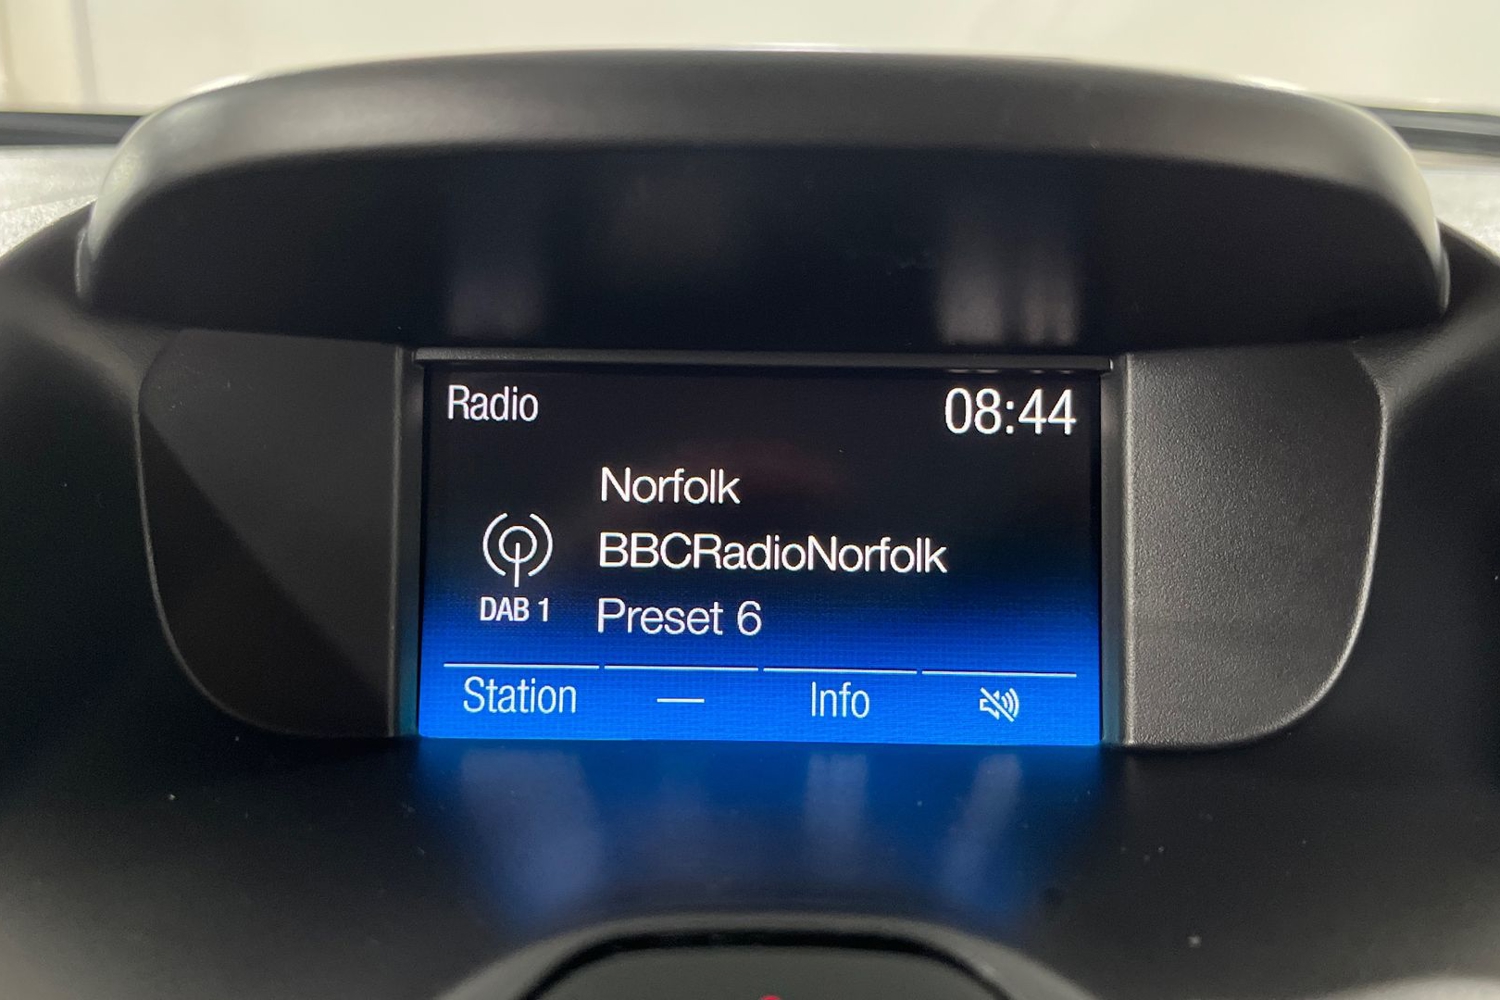 Radio
08:44
Norfolk
BBCRadioNorfolk
DAB 1
Preset 6
Station
Info